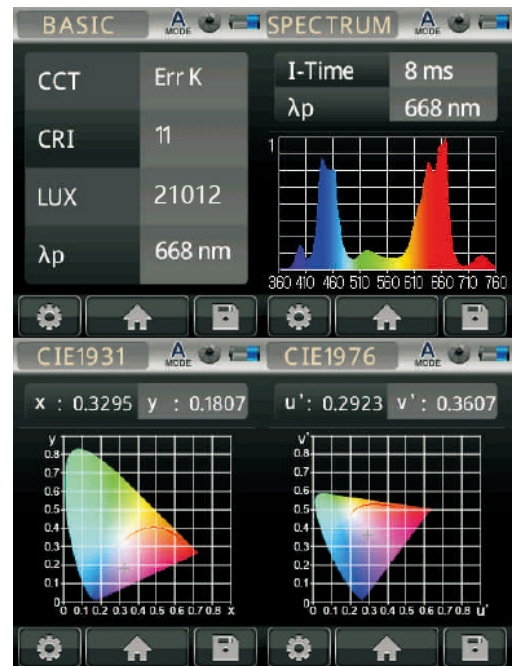 BASIC
A
MODE
CCT Err K
CRI 11
LUX 21012
λp 668 nm
SPECTRUM
A
MODE
I-Time 8 ms
λp 668 nm
1
360 410 460 510 560 610 660 710 760
CIE1931
A
MODE
x : 0.3295 y : 0.1807
y
0.8
0.7
0.6
0.5
0.4
0.3
0.2
0.1
0
0 0.1 0.2 0.3 0.4 0.5 0.6 0.7 0.8 x
CIE1976
A
MODE
u': 0.2923 v': 0.3607
v'
0.8
0.7
0.6
0.5
0.4
0.3
0.2
0.1
0
0 0.1 0.2 0.3 0.4 0.5 0.6 0.7 0.8 u'